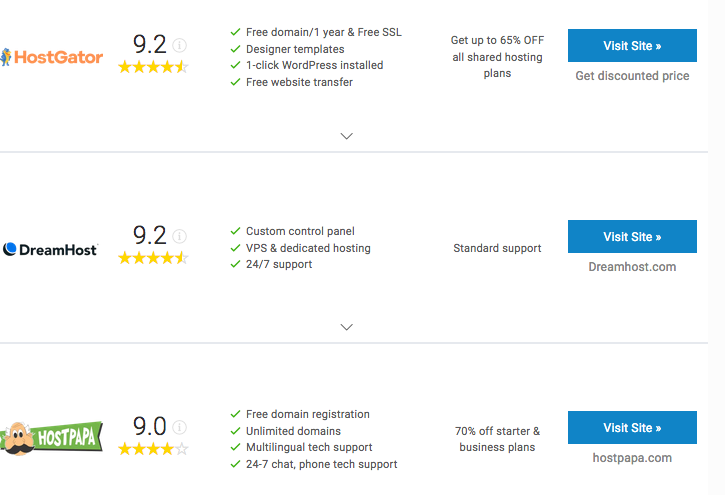 HostGator
9.2
Free domain/1 year & Free SSL
Designer templates
1-click WordPress installed
Free website transfer
Get up to 65% OFF
all shared hosting
plans
Visit Site »
Get discounted price
DreamHost
9.2
Custom control panel
VPS & dedicated hosting
24/7 support
Standard support
Visit Site »
Dreamhost.com
HOSTPAPA
9.0
Free domain registration
Unlimited domains
Multilingual tech support
24-7 chat, phone tech support
70% off starter &
business plans
Visit Site »
hostpapa.com